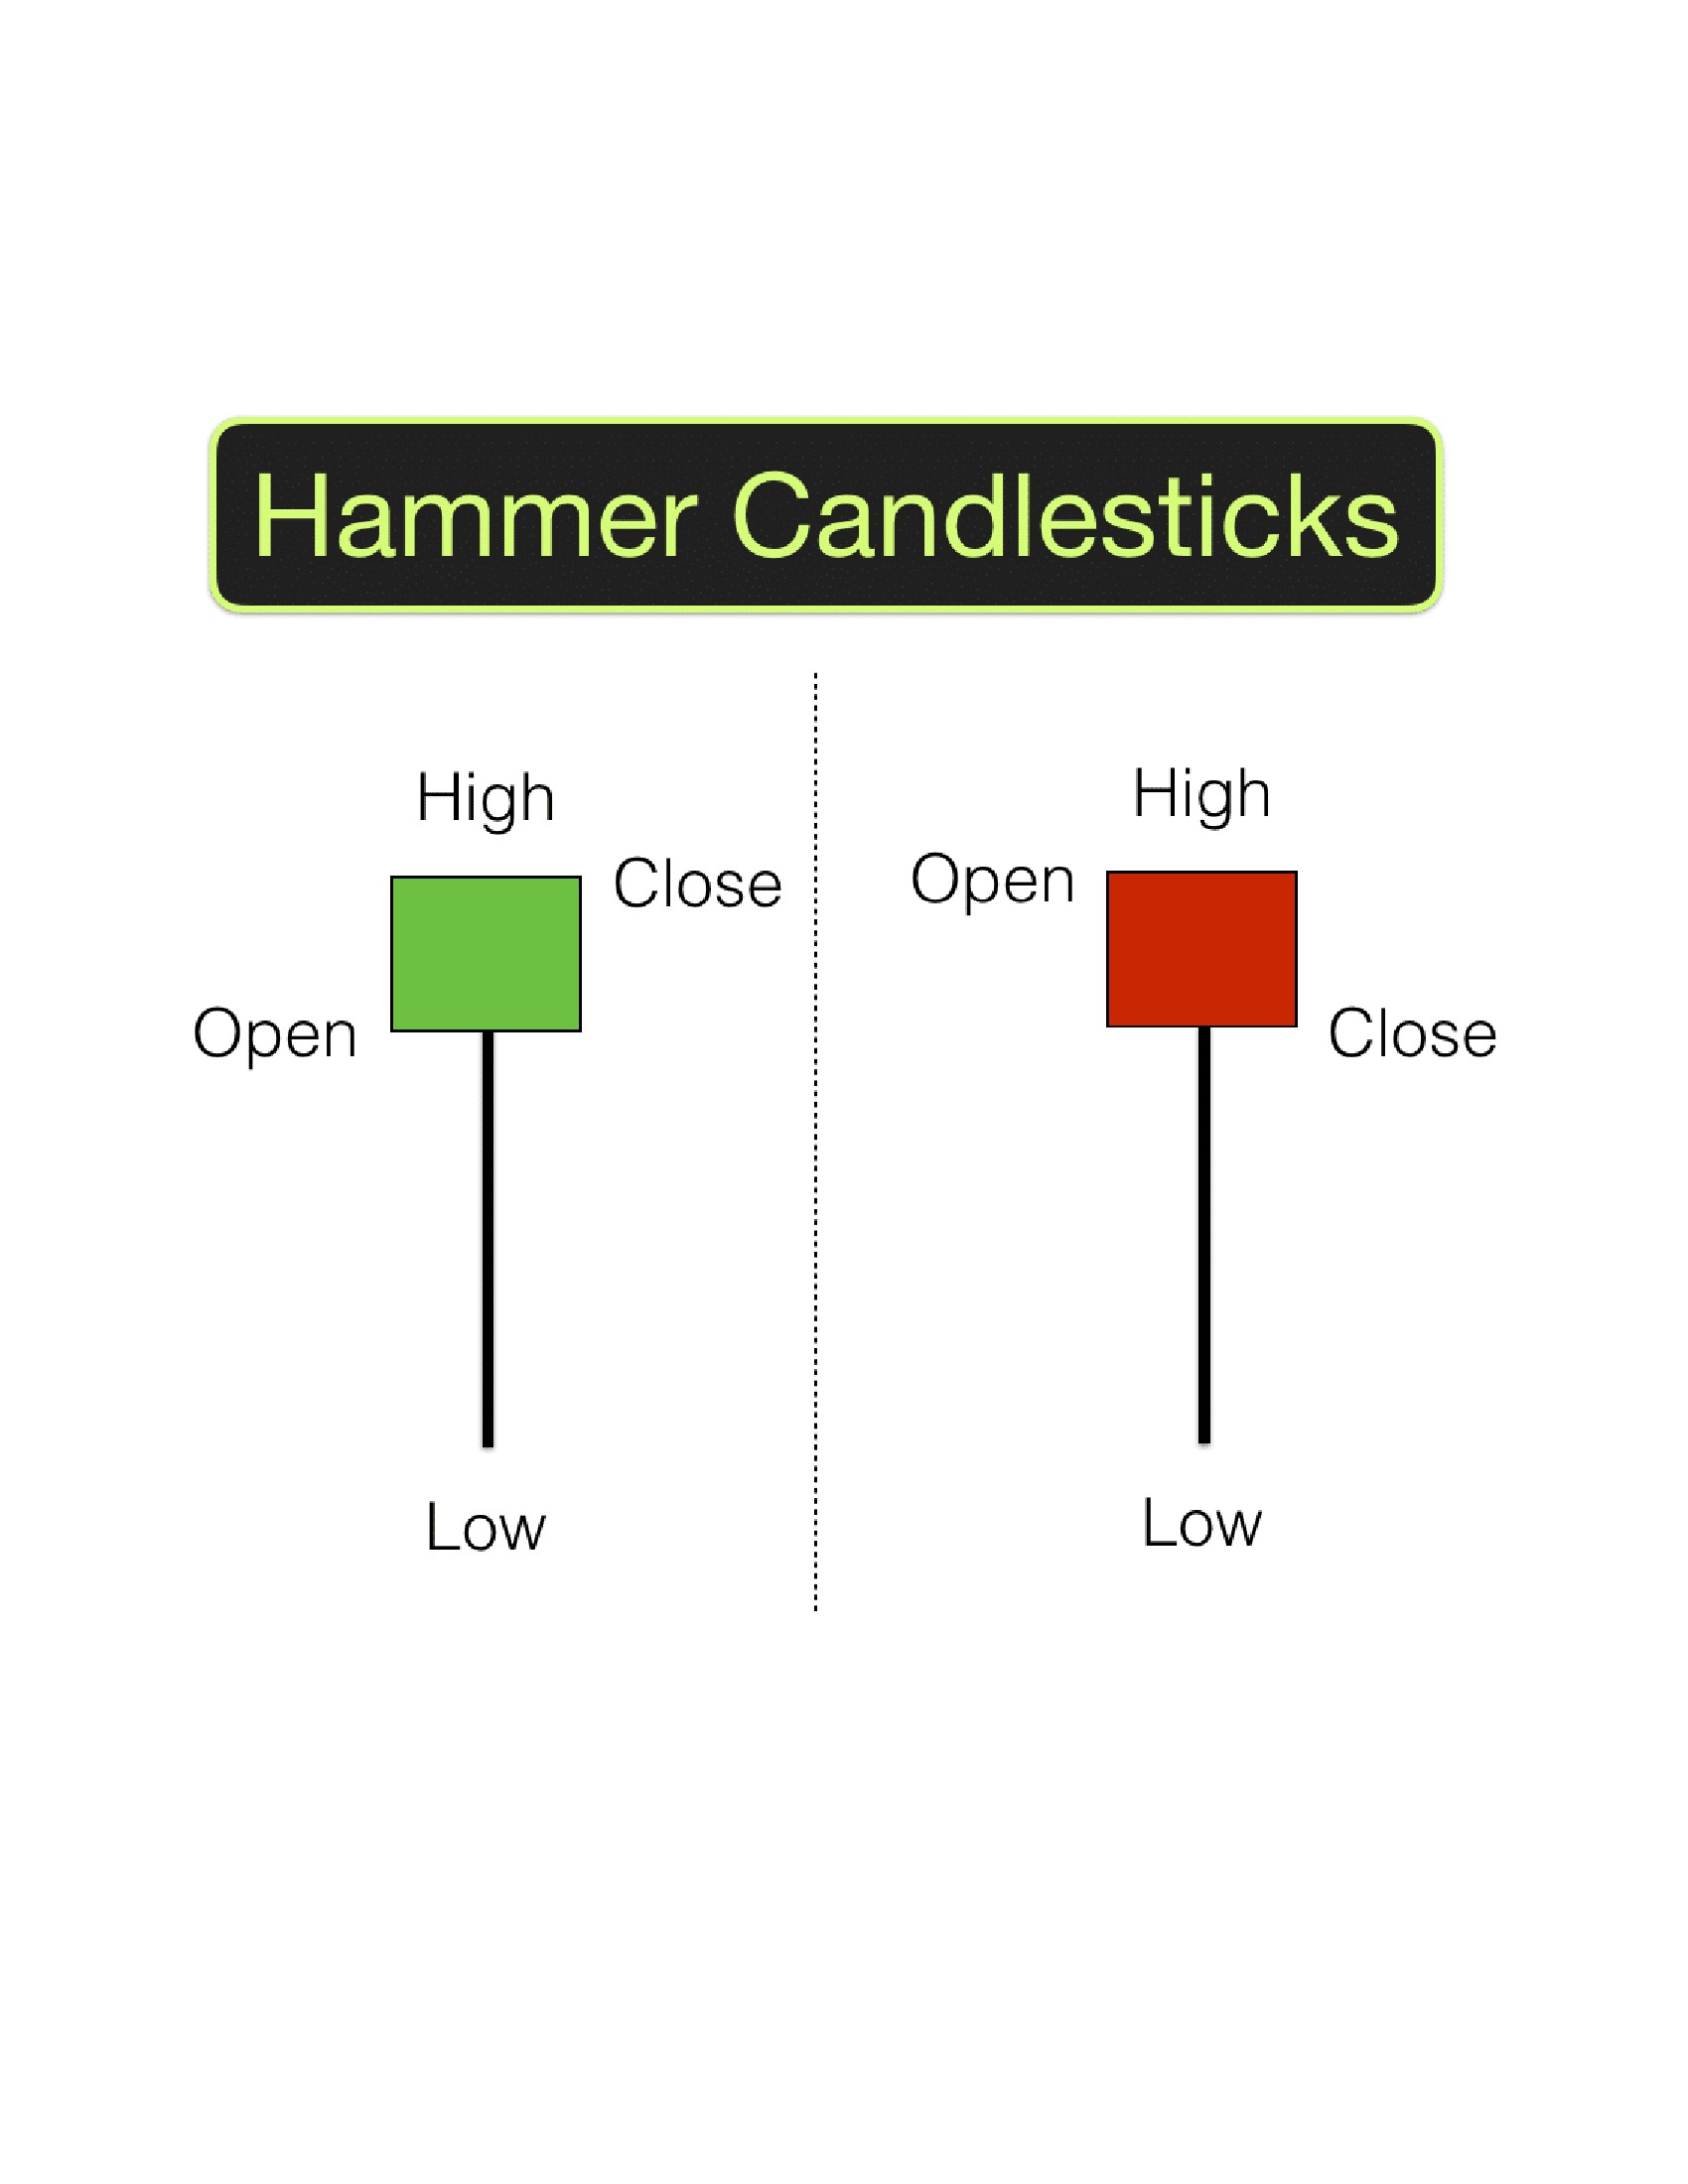 Hammer Candlesticks
High
Close
Open
Low
High
Open
Close
Low